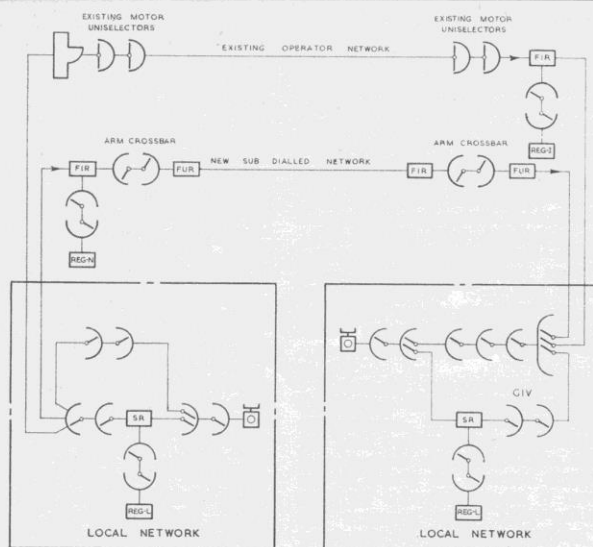 EXISTING MOTOR
UNISELECTORS
EXISTING MOTOR
UNISELECTORS
EXISTING OPERATOR NETWORK
FIR
REG-I
ARM CROSSBAR
ARM CROSSBAR
FIR
FUR
NEW SUB DIALLED NETWORK
FIR
FUR
REG-N
GIV
SR
SR
REG-L
REG-L
LOCAL NETWORK
LOCAL NETWORK